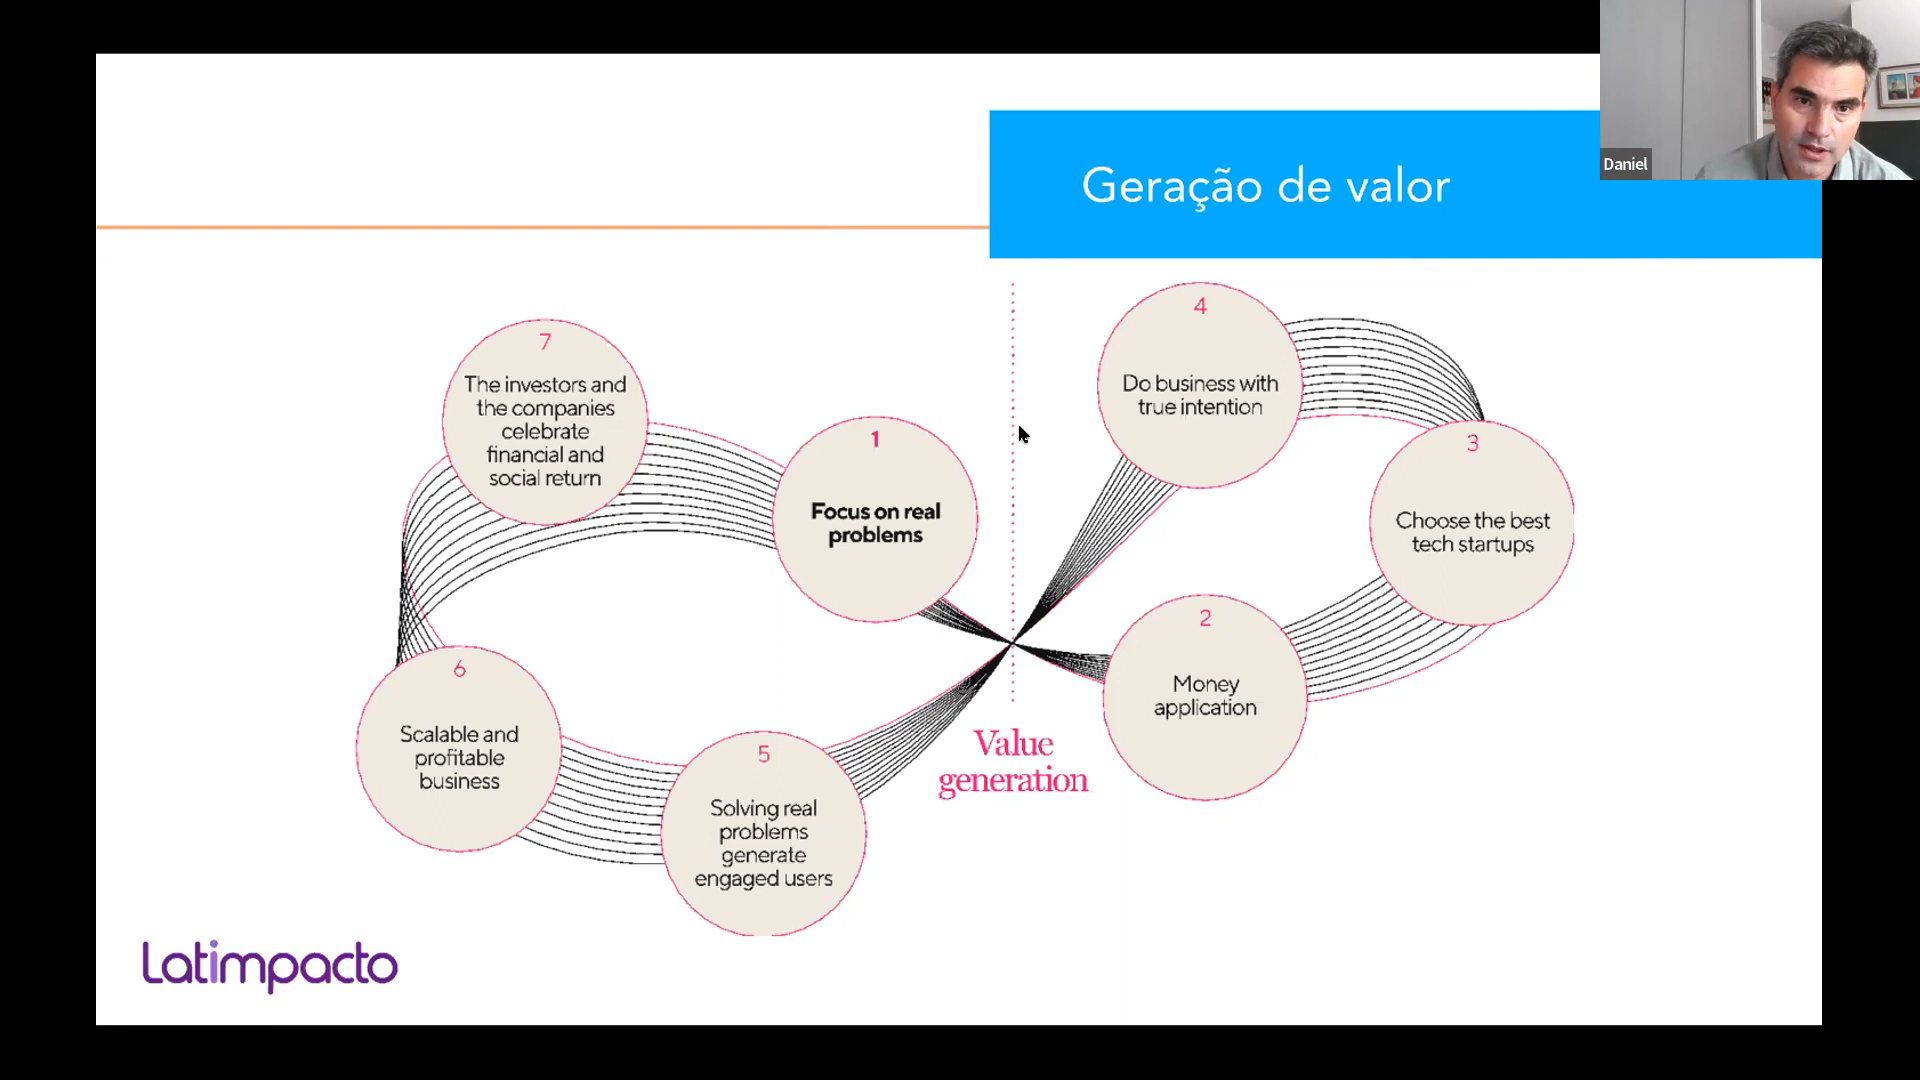 Daniel
Geração de valor
7
The investors and
the companies
celebrate
financial and
social return
1
Focus on real
problems
4
Do business with
true intention
3
Choose the best
tech startups
2
Money
application
Value
generation
6
Scalable and
profitable
business
5
Solving real
problems
generate
engaged users
Latimpacto